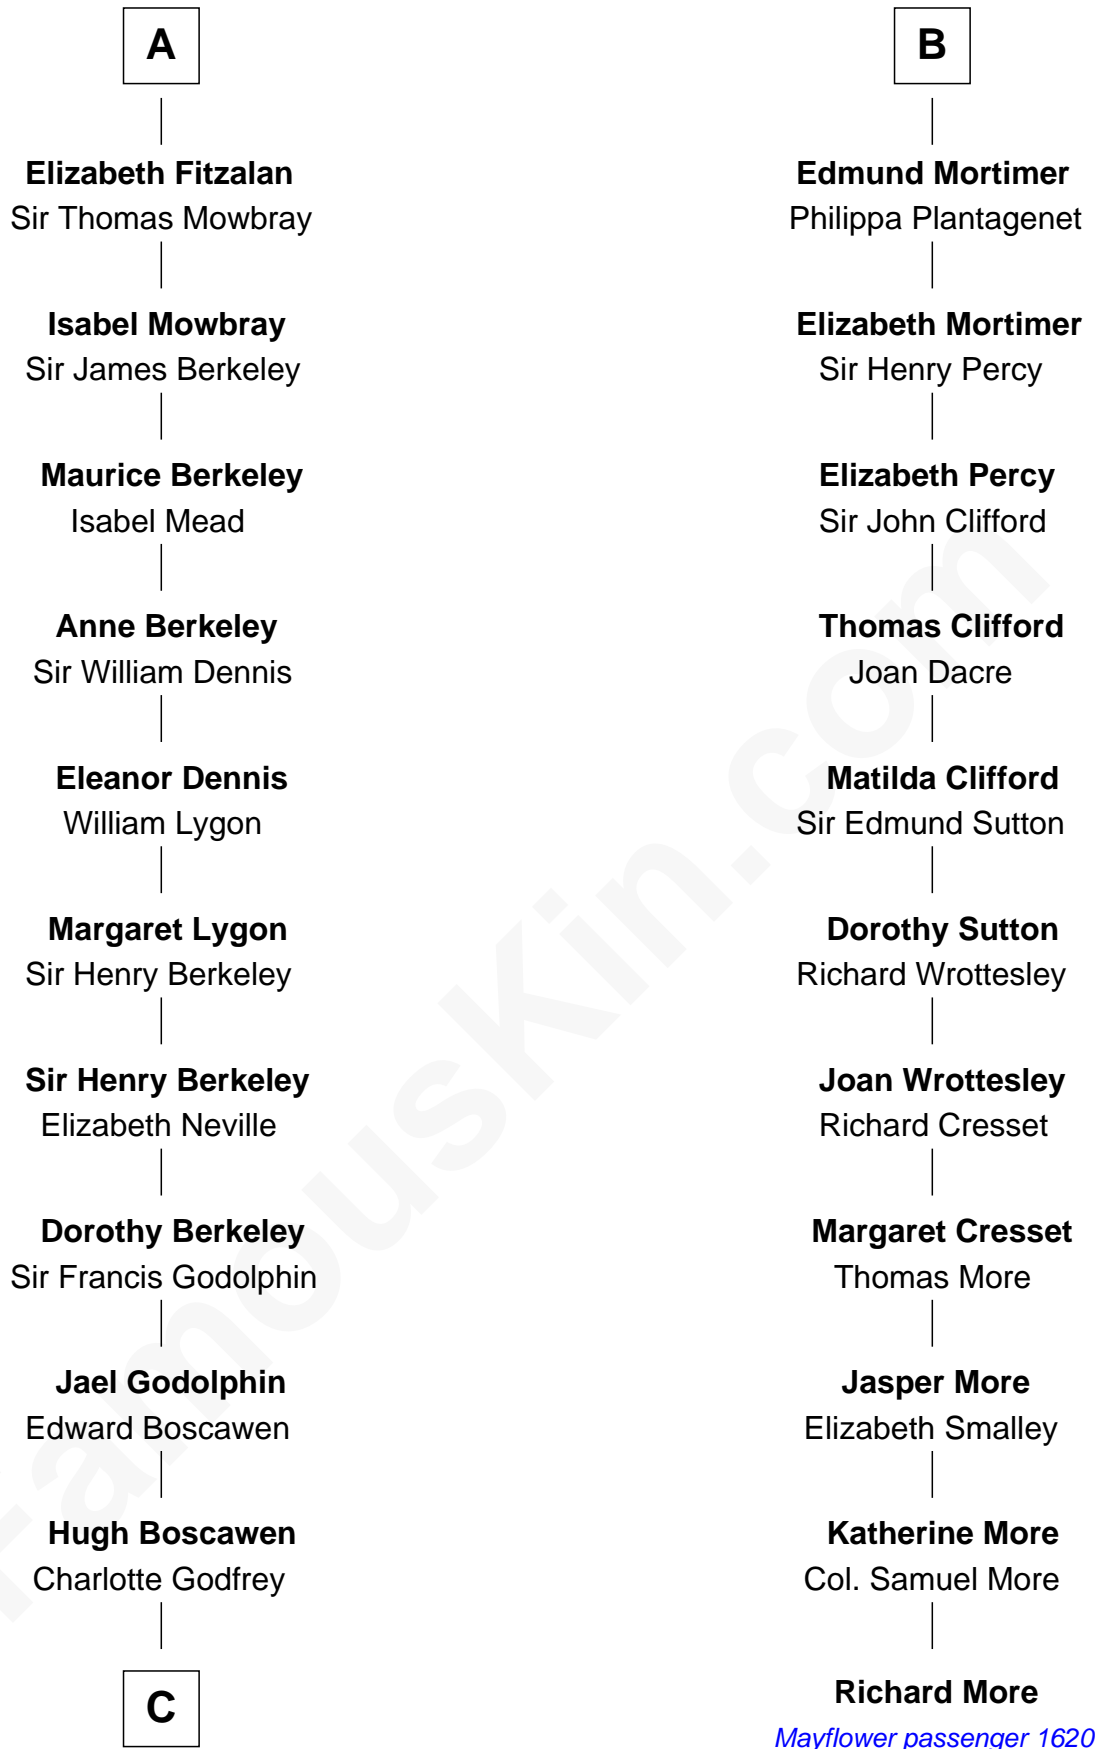 A
Elizabeth Fitzalan
Sir Thomas Mowbray
Isabel Mowbray
Sir James Berkeley
Maurice Berkeley
Isabel Mead
Anne Berkeley
Sir William Dennis
Eleanor Dennis
William Lygon
Margaret Lygon
Sir Henry Berkeley
Sir Henry Berkeley
Elizabeth Neville
Dorothy Berkeley
Sir Francis Godolphin
Jael Godolphin
Edward Boscawen
Hugh Boscawen
Charlotte Godfrey
C
B
Edmund Mortimer
Philippa Plantagenet
Elizabeth Mortimer
Sir Henry Percy
Elizabeth Percy
Sir John Clifford
Thomas Clifford
Joan Dacre
Matilda Clifford
Sir Edmund Sutton
Dorothy Sutton
Richard Wrottesley
Joan Wrottesley
Richard Cresset
Margaret Cresset
Thomas More
Jasper More
Elizabeth Smalley
Katherine More
Col. Samuel More
Richard More
Mayflower passenger 1620
FamousKin.com